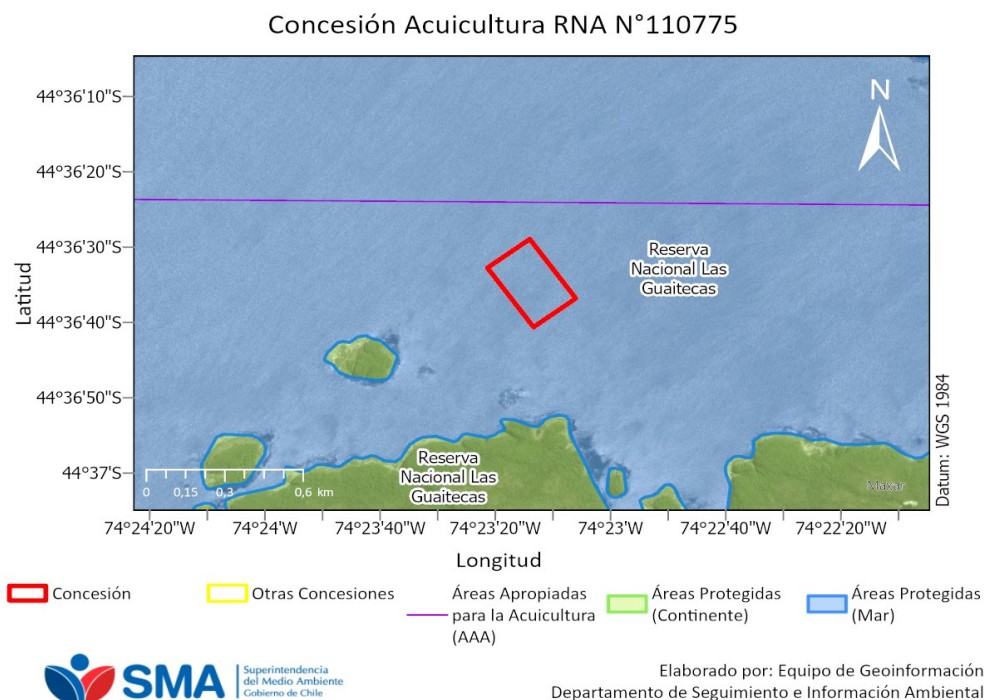 Concesión Acuicultura RNA N°110775
N
44°36'10"S
44°36'20"S
44°36'30"S
44°36'40"S
44°36'50"S
44°37'S
Latitud
Reserva
Nacional Las
Guaitecas
Reserva
Nacional Las
Guaitecas
0 0,15 0,3 0,6 km
Maxar
Datum: WGS 1984
74°24'20"W 74°24'W 74°23'40"W 74°23'20"W 74°23'W 74°22'40"W 74°22'20"W
Longitud
Concesión
Otras Concesiones
Áreas Apropiadas
para la Acuicultura
(AAA)
Áreas Protegidas
(Continente)
Áreas Protegidas
(Mar)
SMA
Superintendencia
del Medio Ambiente
Gobierno de Chile
Elaborado por: Equipo de Geoinformación
Departamento de Seguimiento e Información Ambiental